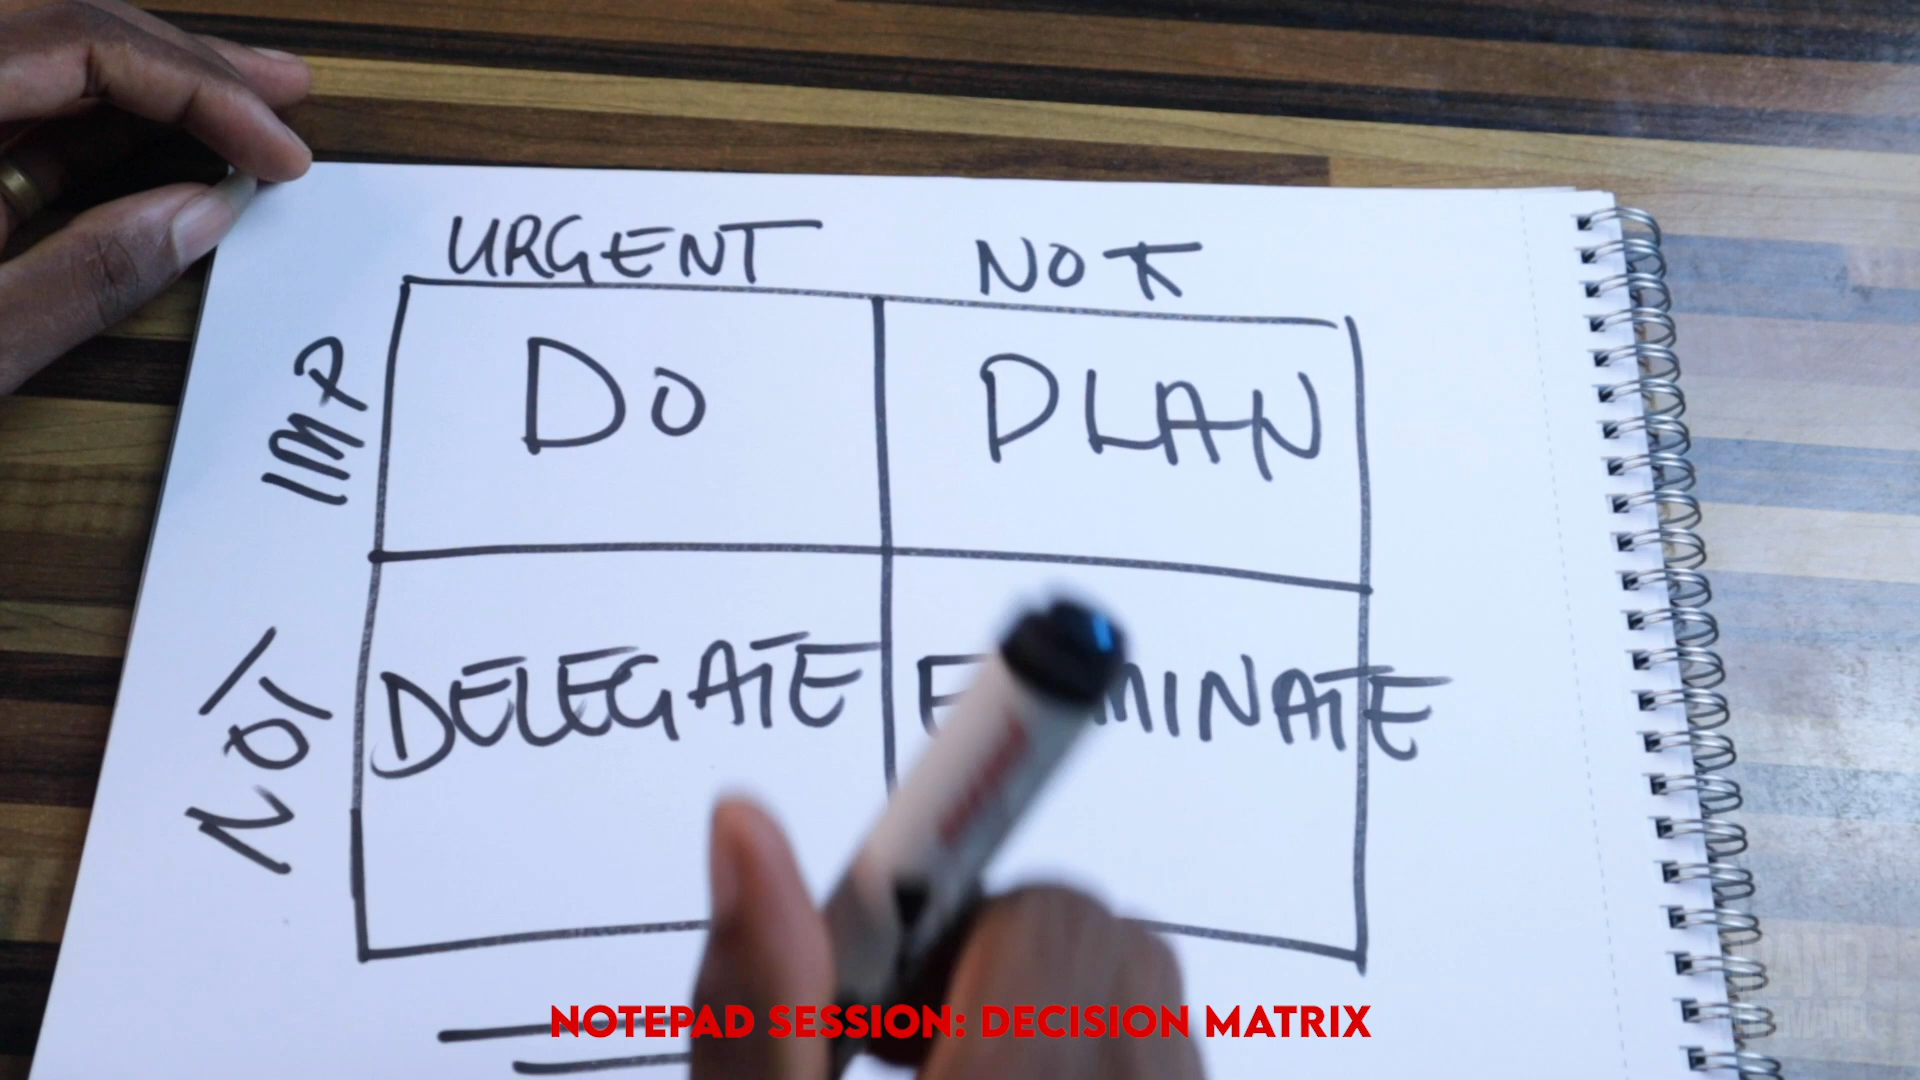 URGENT NOT
IMP
DO PLAN
NOT
DELEGATE E MINATE
NOTEPAD SESSION: DECISION MATRIX